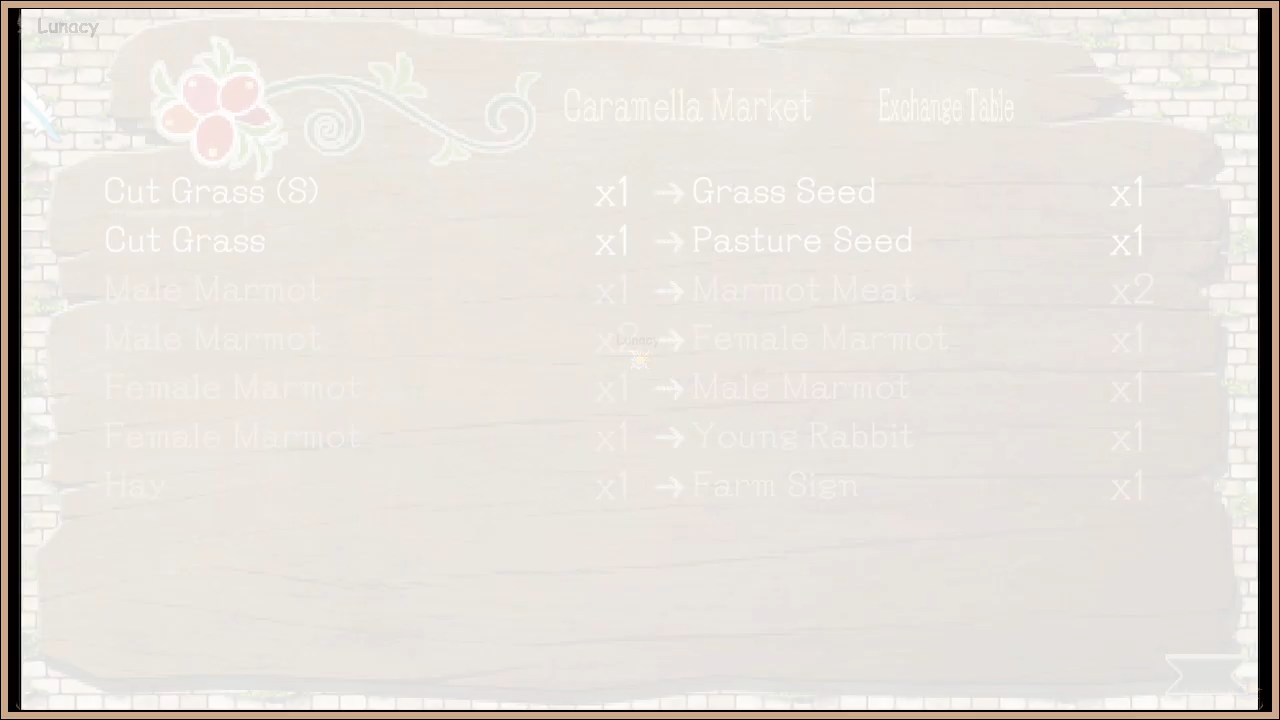 Lunacy
Caramella Market Exchange Table
Cut Grass (S) x1 → Grass Seed x1
Cut Grass x1 → Pasture Seed x1
Male Marmot x1 → Marmot Meat x2
Male Marmot x2 → Female Marmot x1
Lunacy
Female Marmot x1 → Male Marmot x1
Female Marmot x1 → Young Rabbit x1
Hay x1 → Farm Sign x1